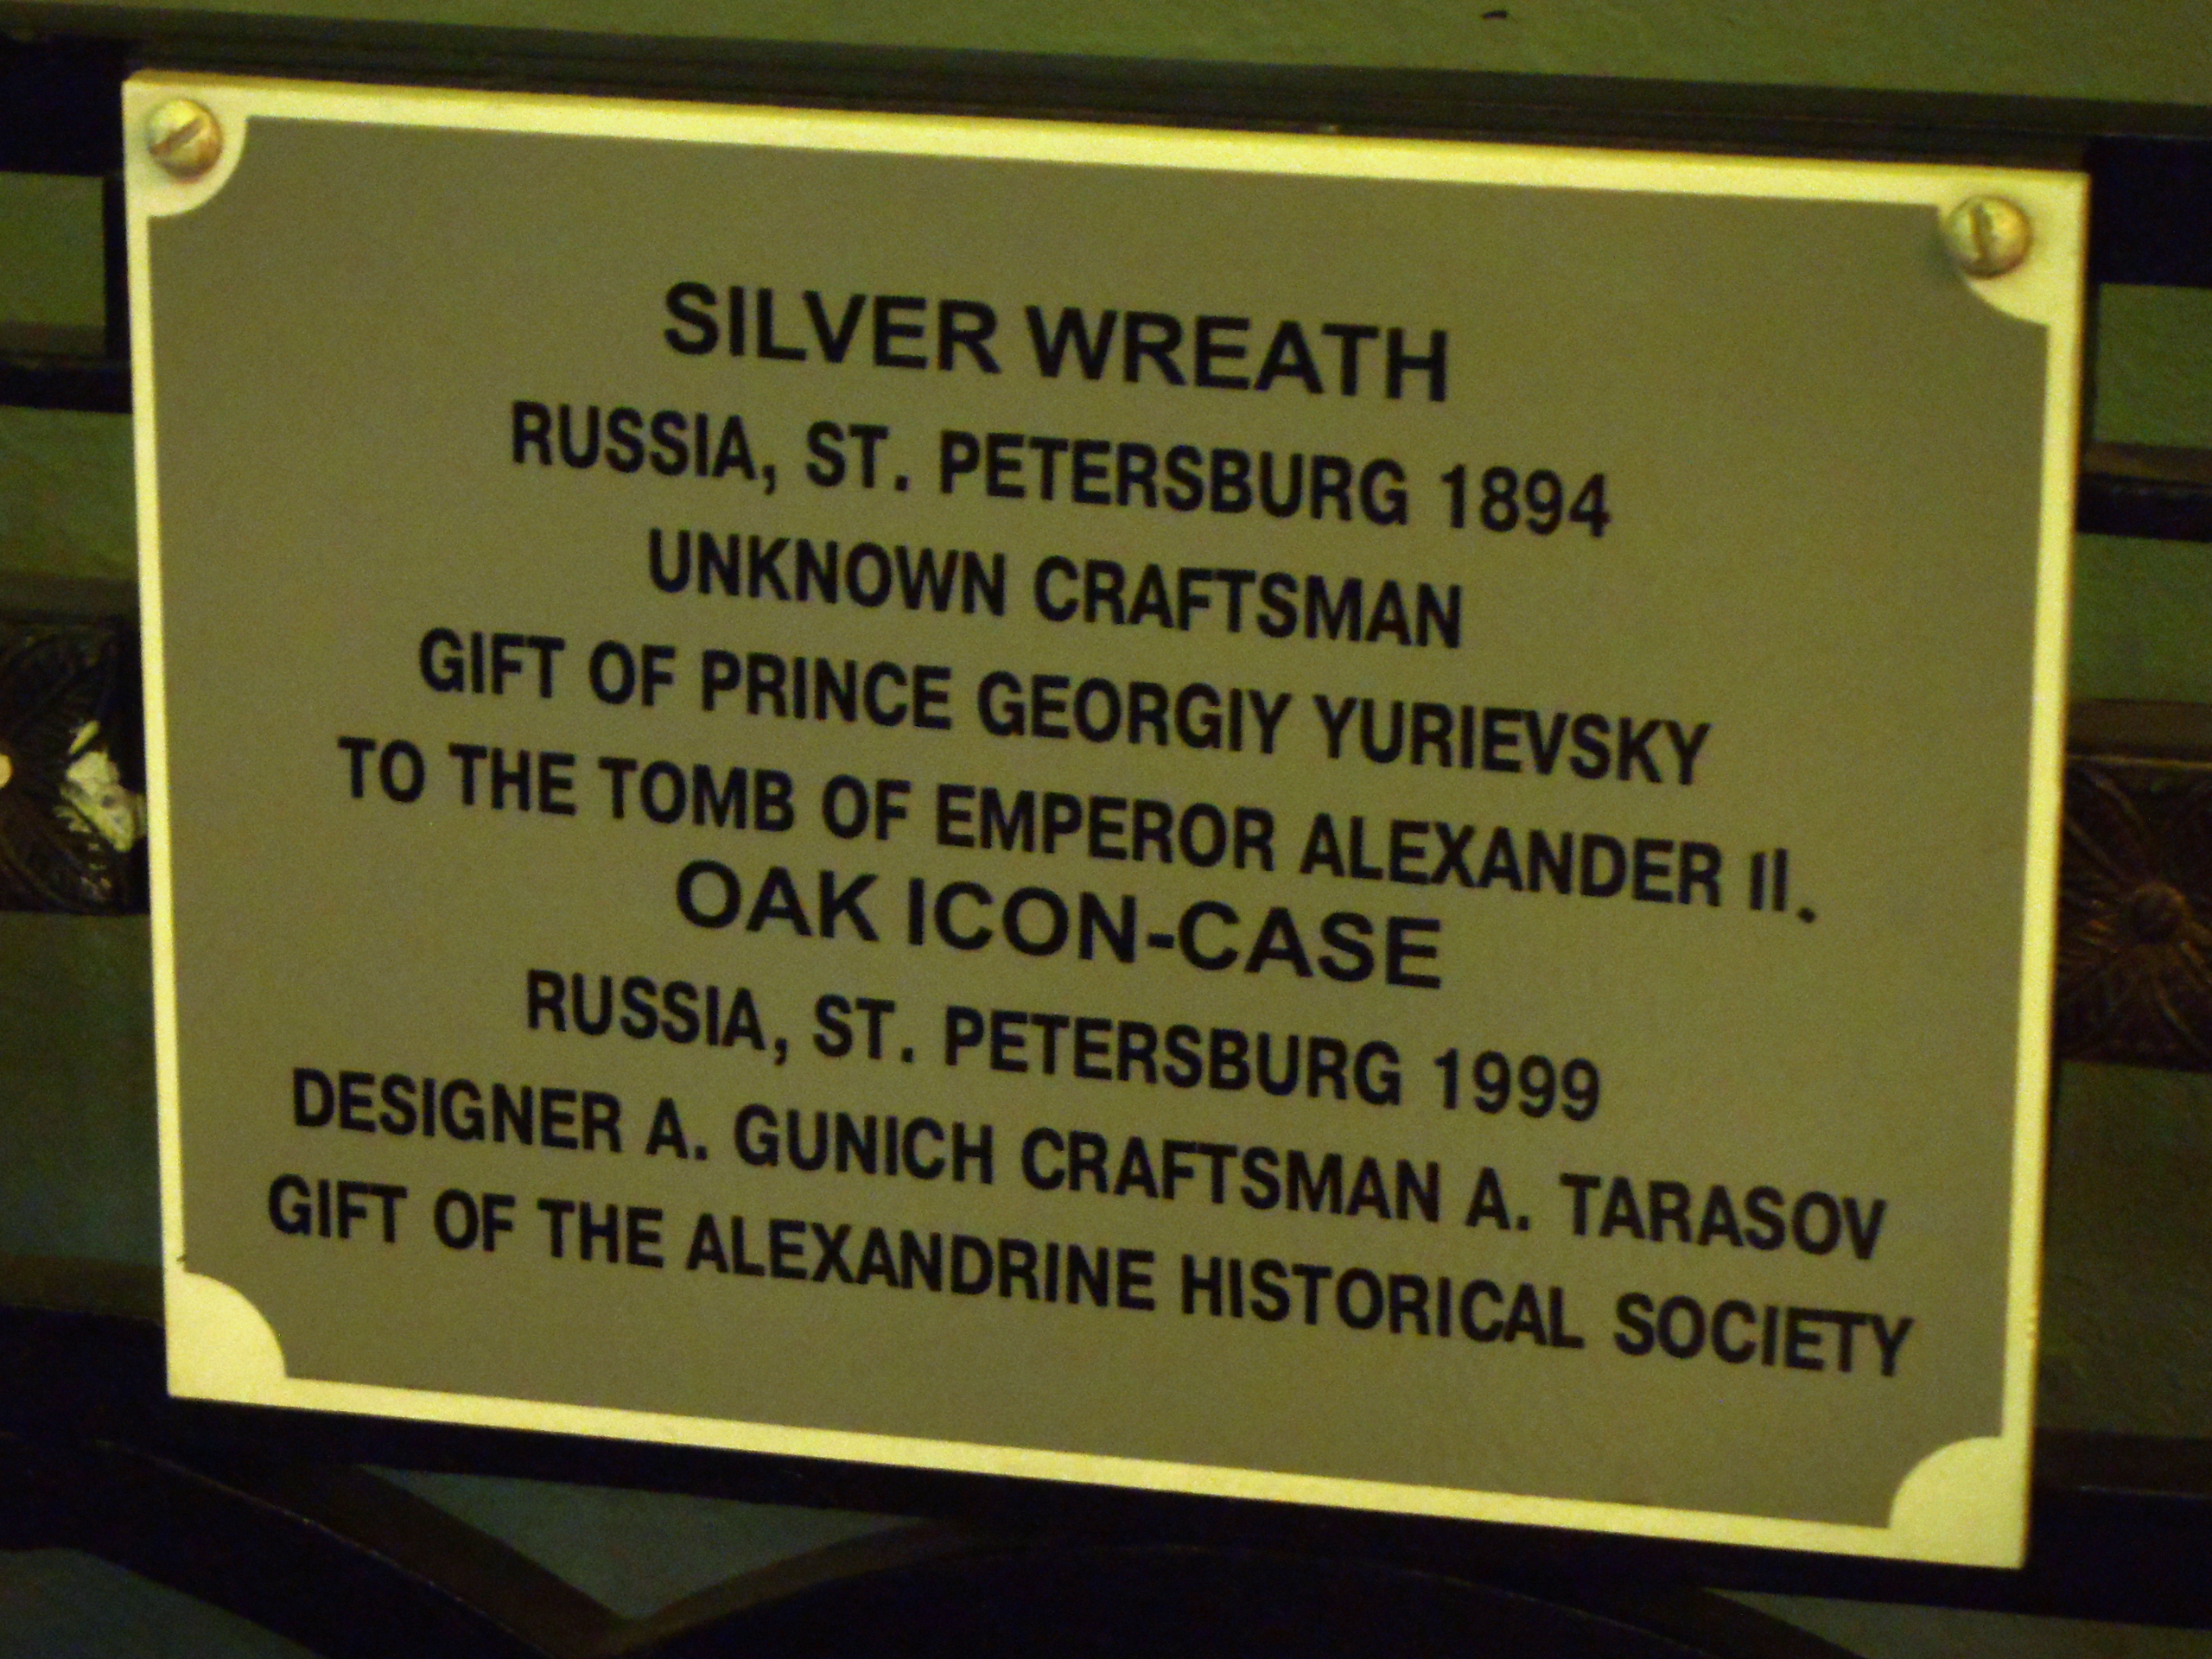 SILVER WREATH
RUSSIA, ST. PETERSBURG 1894
UNKNOWN CRAFTSMAN
GIFT OF PRINCE GEORGIY YURIEVSKY
TO THE TOMB OF EMPEROR ALEXANDER II.
OAK ICON-CASE
RUSSIA, ST. PETERSBURG 1999
DESIGNER A. GUNICH CRAFTSMAN A. TARASOV
GIFT OF THE ALEXANDRINE HISTORICAL SOCIETY